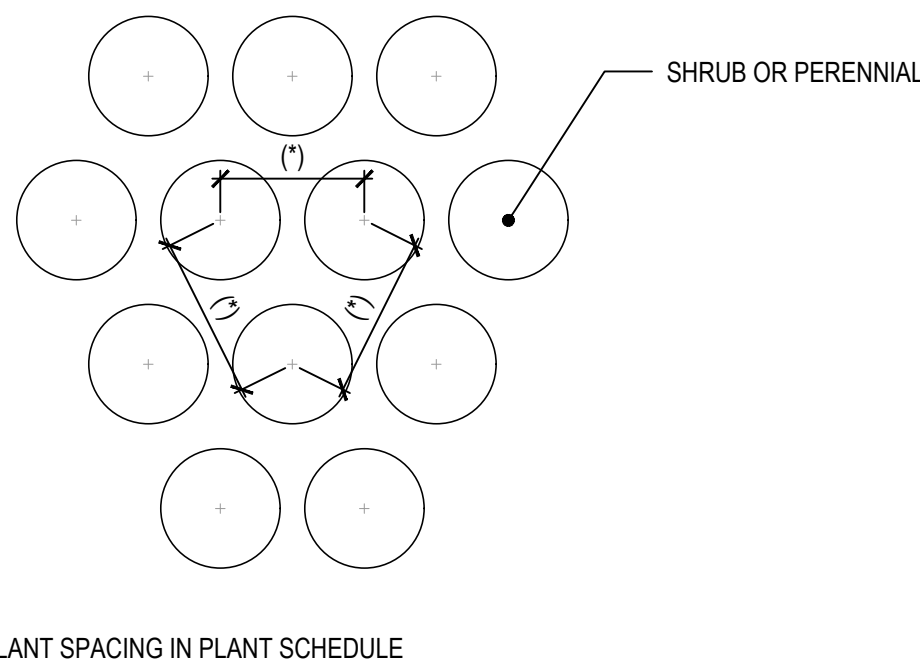 SHRUB OR PERENNIAL
(*)
(*)
(*)
LANT SPACING IN PLANT SCHEDULE